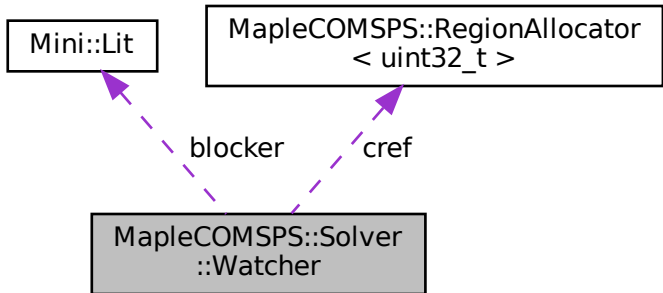 Mini::Lit
MapleCOMSPS::RegionAllocator
< uint32_t >
blocker
cref
MapleCOMSPS::Solver
::Watcher